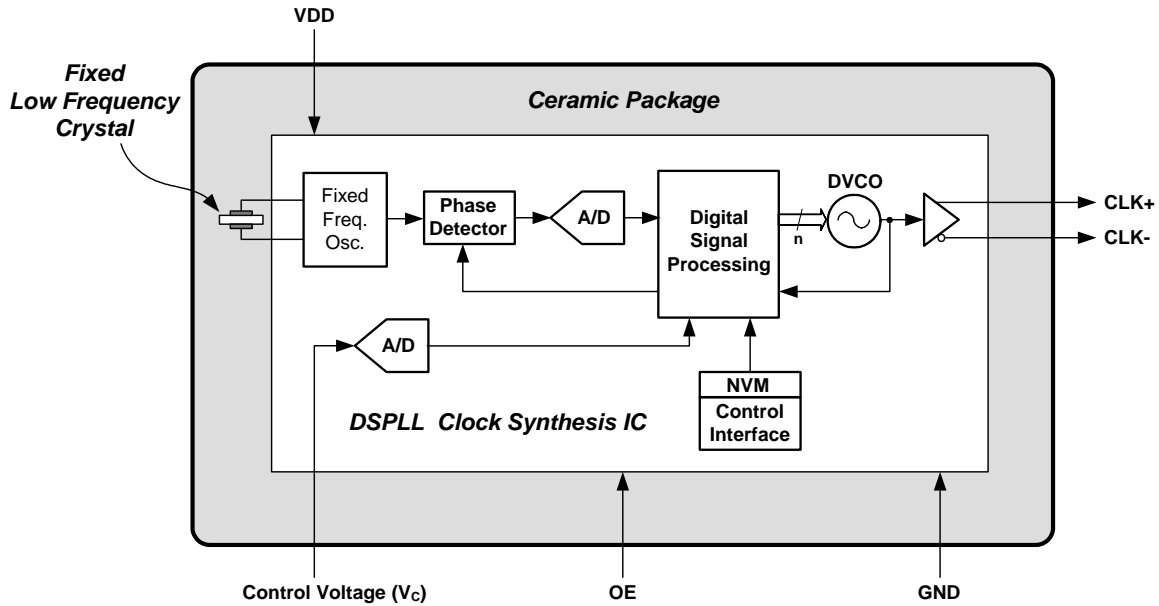 VDD
Fixed
Low Frequency
Crystal
Ceramic Package
Fixed
Freq.
Osc.
Phase
Detector
A/D
Digital
Signal
Processing
n
DVCO
CLK+
CLK-
A/D
NVM
Control
Interface
DSPLL Clock Synthesis IC
Control Voltage (VC)
OE
GND